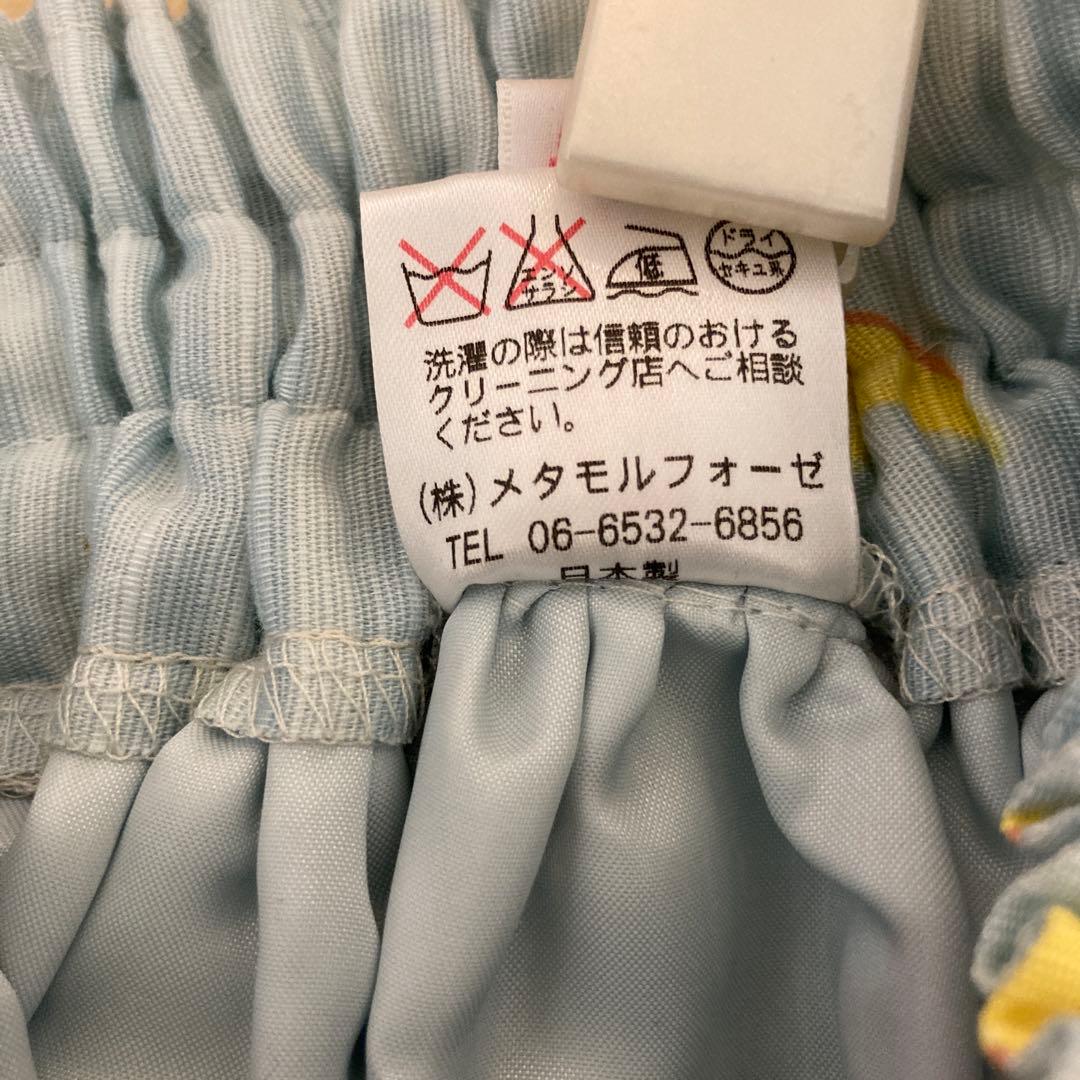 エンソ
サラシ
低
ドライ
セキユ系
洗濯の際は信頼のおける
クリーニング店へご相談
ください。
(株)メタモルフォーゼ
TEL 06-6532-6856
日本製